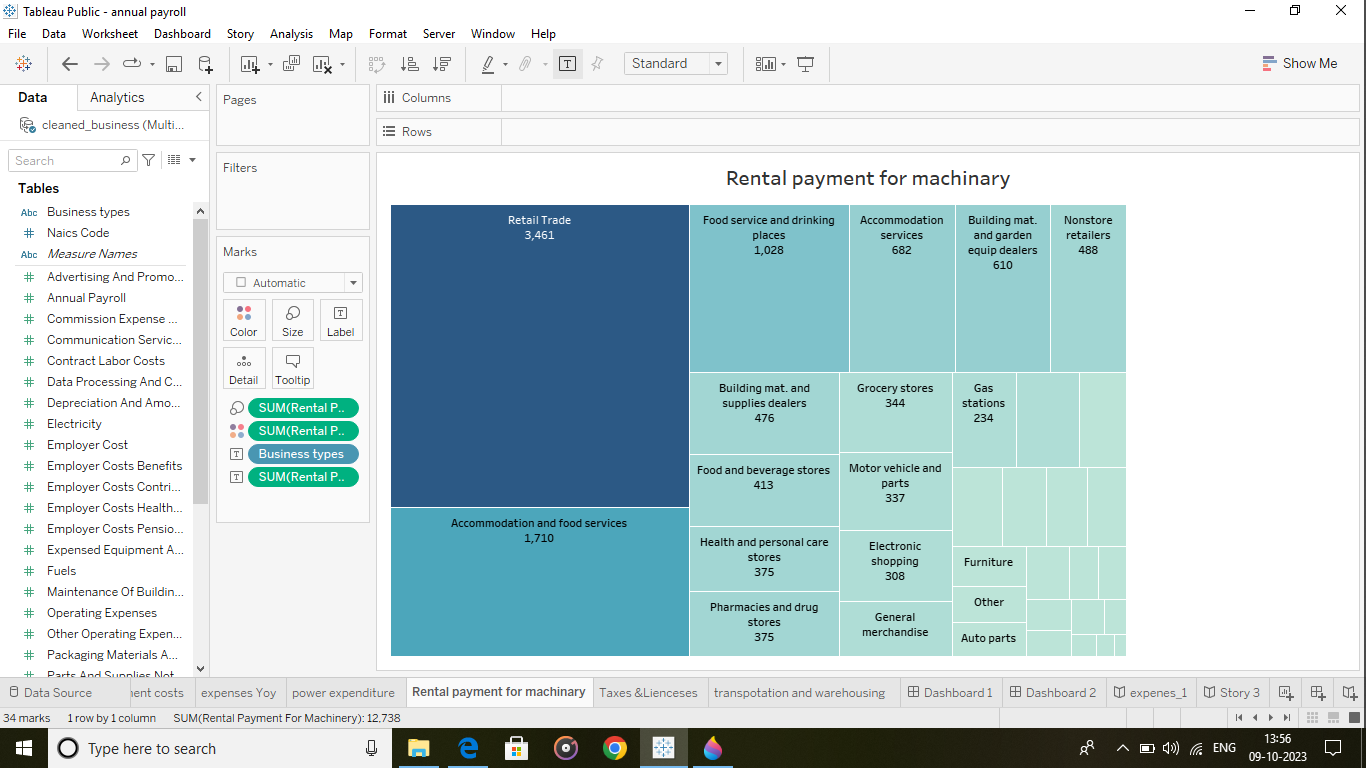 Tableau Public - annual payroll
File Data Worksheet Dashboard Story Analysis Map Format Server Window Help
Standard
Show Me
Data Analytics
cleaned_business (Multi...
Search
Tables
Abc Business types
# Naics Code
Abc Measure Names
# Advertising And Promo...
# Annual Payroll
# Commission Expense ...
# Communication Servic...
# Contract Labor Costs
# Data Processing And C...
# Depreciation And Amo...
# Electricity
# Employer Cost
# Employer Costs Benefits
# Employer Costs Contri...
# Employer Costs Health...
# Employer Costs Pensio...
# Expensed Equipment A...
# Fuels
# Maintenance Of Buildin...
# Operating Expenses
# Other Operating Expen...
# Packaging Materials A...
# Parts And Supplies Not
Pages
Filters
Marks
Automatic
Color Size Label
Detail Tooltip
SUM(Rental P..
SUM(Rental P..
Business types
SUM(Rental P..
Columns
Rows
Rental payment for machinary
Retail Trade
3,461
Accommodation and food services
1,710
Food service and drinking
places
1,028
Accommodation
services
682
Building mat.
and garden
equip dealers
610
Nonstore
retailers
488
Building mat. and
supplies dealers
476
Food and beverage stores
413
Health and personal care
stores
375
Pharmacies and drug
stores
375
Grocery stores
344
Motor vehicle and
parts
337
Electronic
shopping
308
General
merchandise
Gas
stations
234
Furniture
Other
Auto parts
Data Source ent costs expenses Yoy power expenditure Rental payment for machinary Taxes &Lienceses transpotation and warehousing Dashboard 1 Dashboard 2 expenes_1 Story 3
34 marks 1 row by 1 column SUM(Rental Payment For Machinery): 12,738
Type here to search
ENG
13:56
09-10-2023